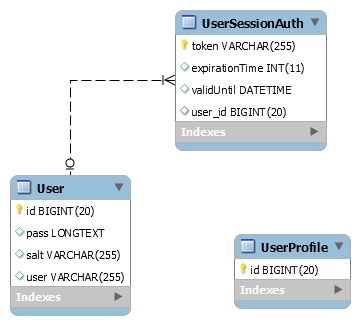 UserSessionAuth
token VARCHAR(255)
expirationTime INT(11)
validUntil DATETIME
user_id BIGINT(20)
Indexes
User
id BIGINT(20)
pass LONGTEXT
salt VARCHAR(255)
user VARCHAR(255)
Indexes
UserProfile
id BIGINT(20)
Indexes